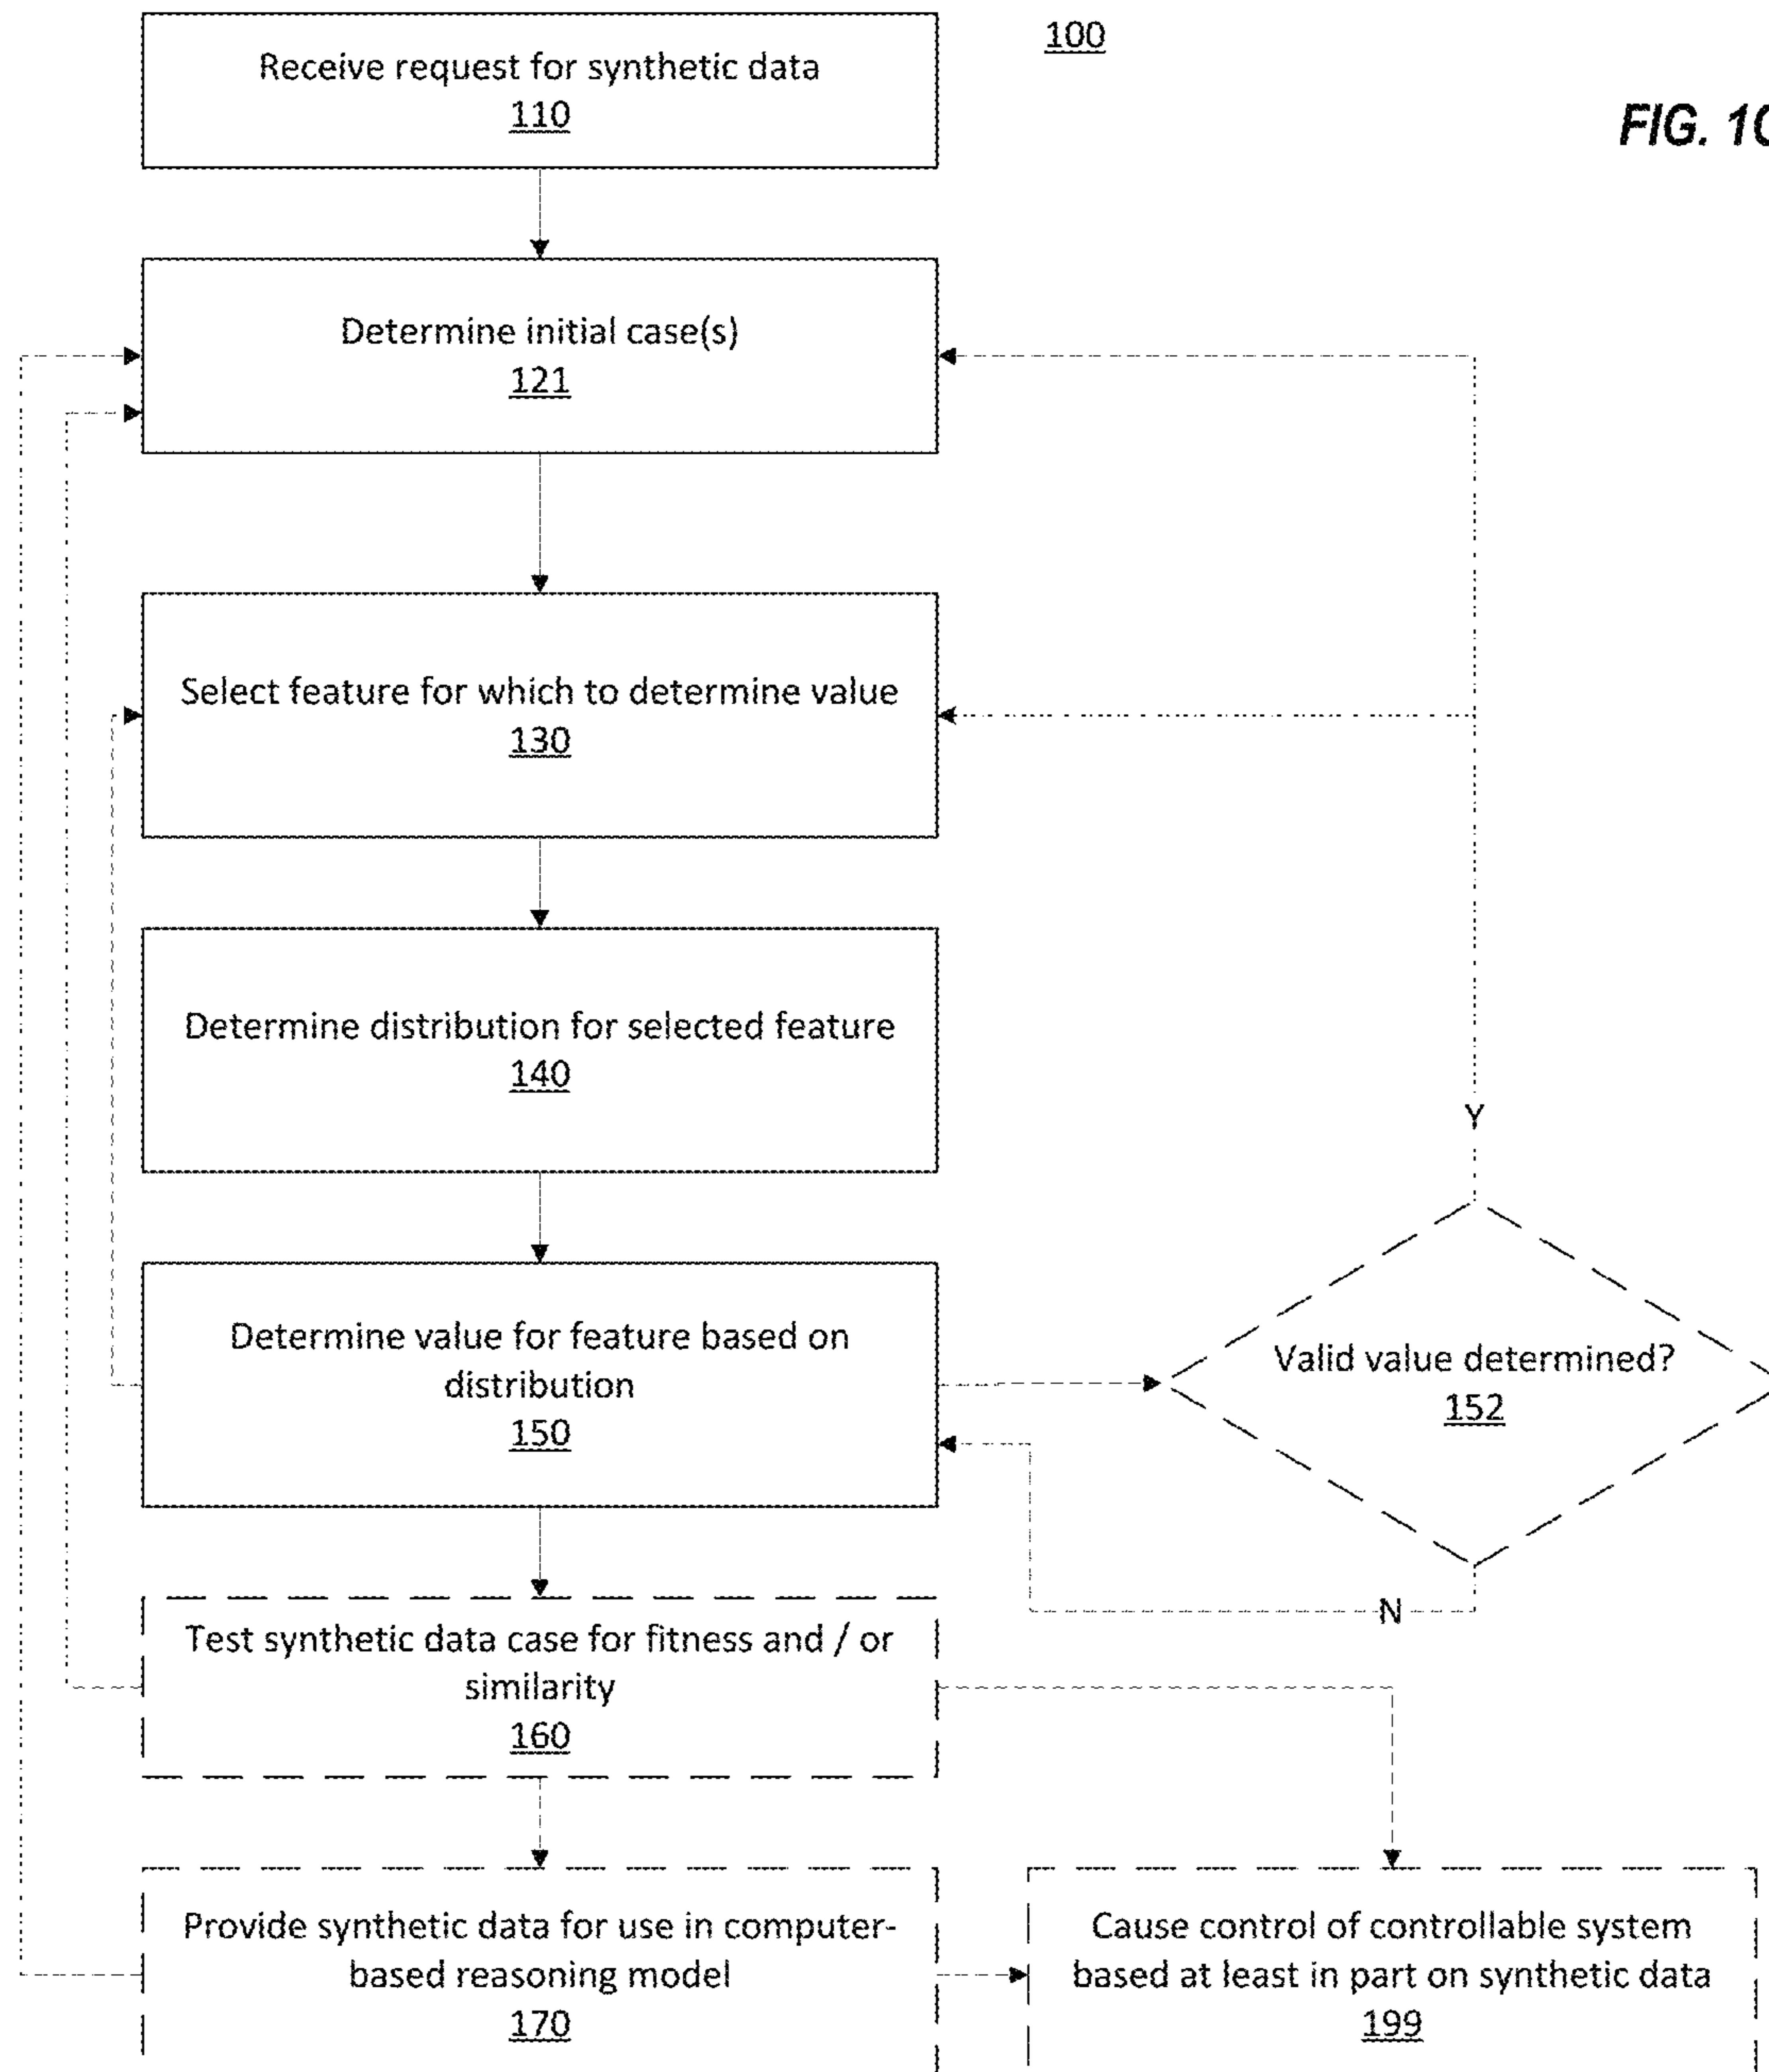 100
FIG. 1C
Receive request for synthetic data
110
Determine initial case(s)
121
Select feature for which to determine value
130
Determine distribution for selected feature
140
Y
Determine value for feature based on
distribution
150
Valid value determined?
152
N
Test synthetic data case for fitness and / or
similarity
160
Provide synthetic data for use in computer-
based reasoning model
170
Cause control of controllable system
based at least in part on synthetic data
199